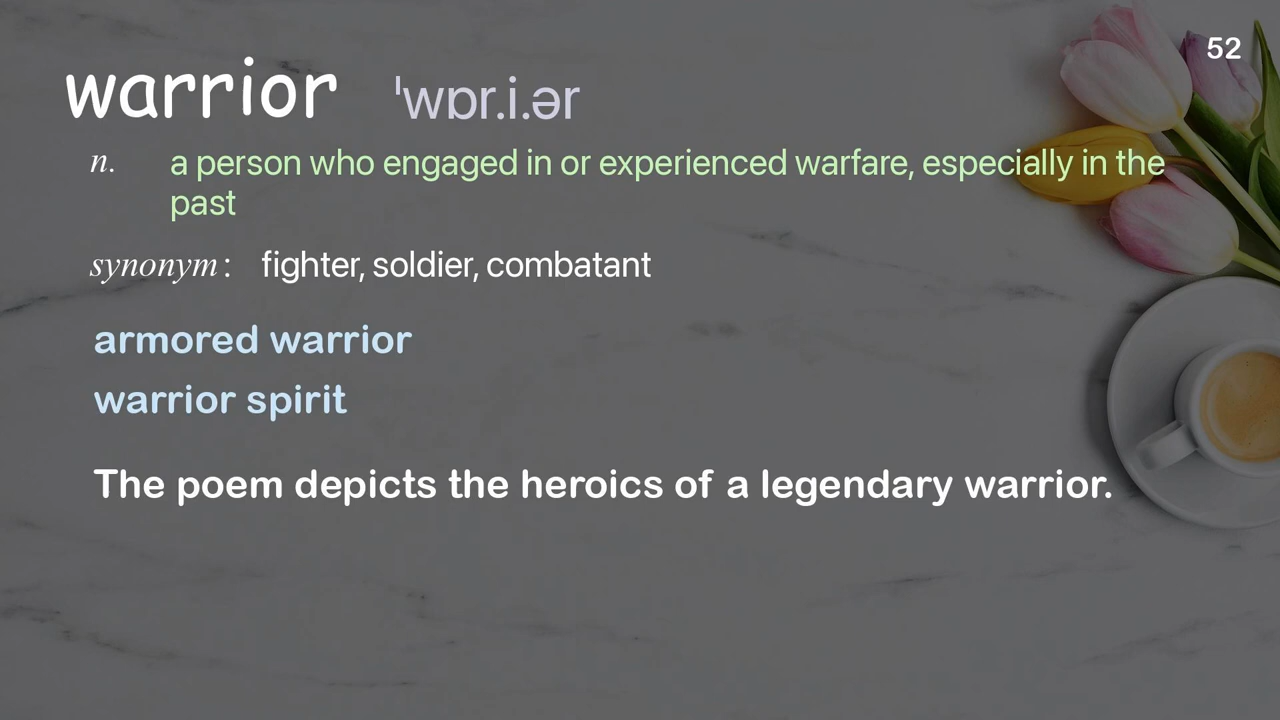 52
warrior ˈwɒr.i.ər
n. a person who engaged in or experienced warfare, especially in the
past
synonym: fighter, soldier, combatant
armored warrior
warrior spirit
The poem depicts the heroics of a legendary warrior.